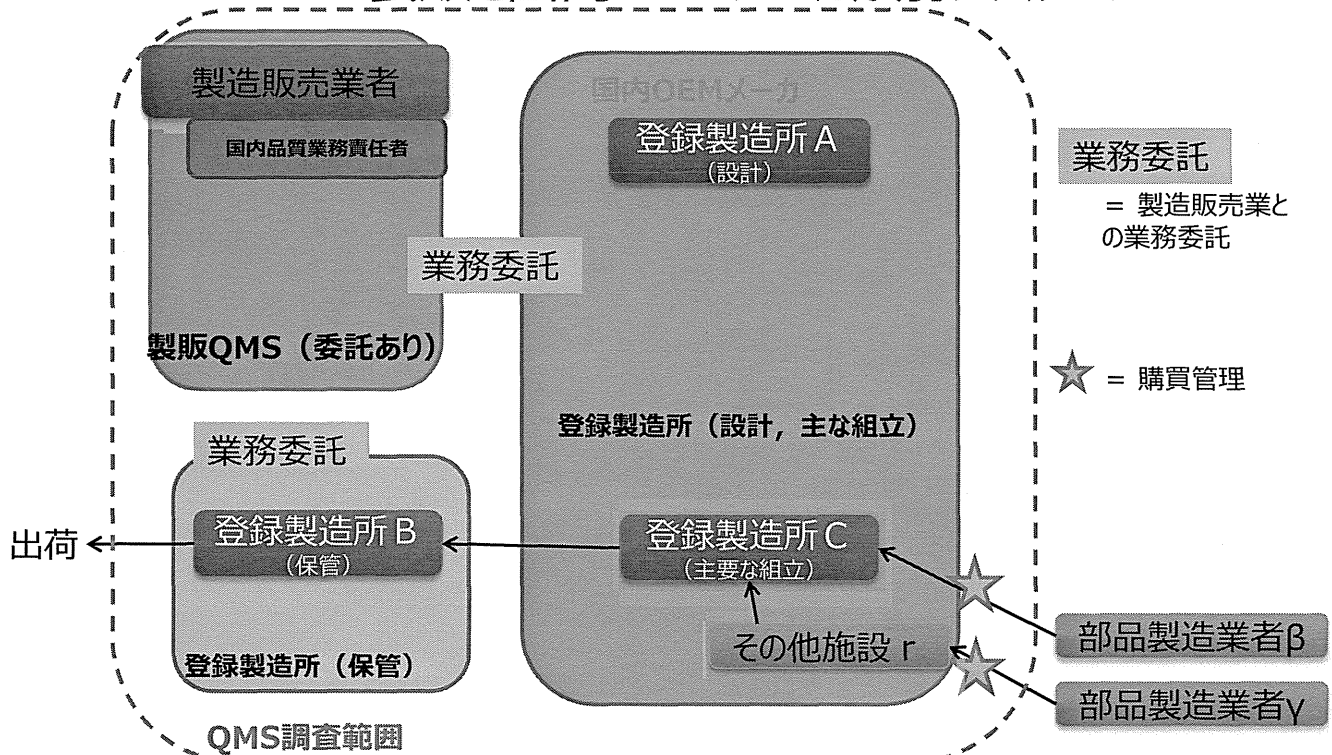 製造販売業者
国内品質業務責任者
製販QMS（委託あり）
業務委託
国内OEMメーカ
登録製造所A
（設計）
登録製造所（設計，主な組立）
業務委託
＝ 製造販売業と
の業務委託
＝ 購買管理
業務委託
登録製造所B
（保管）
登録製造所（保管）
出荷
登録製造所C
（主要な組立）
その他施設 r
部品製造業者β
部品製造業者γ
QMS調査範囲